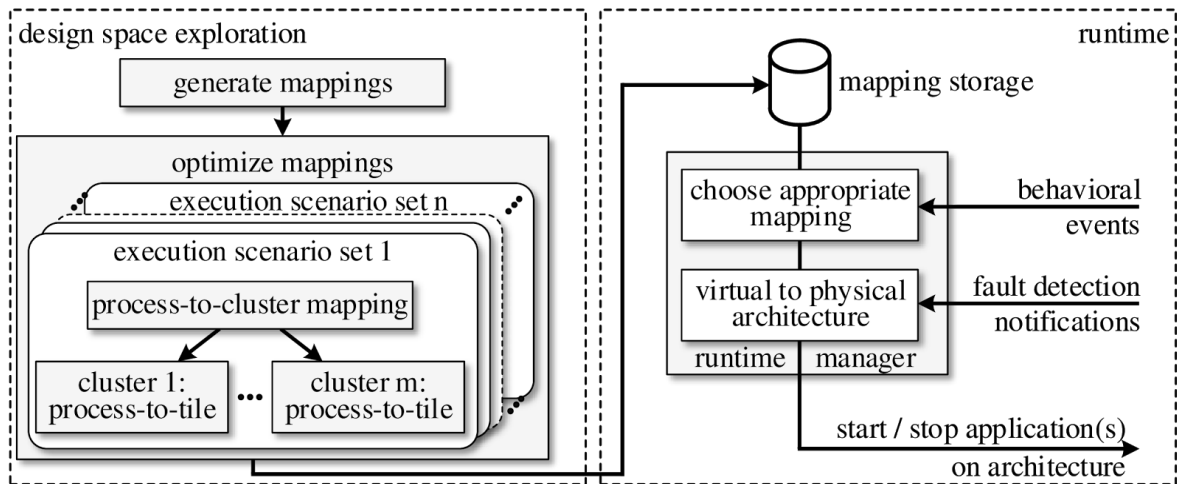 design space exploration
generate mappings
optimize mappings
execution scenario set n
execution scenario set 1
process-to-cluster mapping
cluster 1:
process-to-tile
cluster m:
process-to-tile
runtime
mapping storage
choose appropriate
mapping
behavioral
events
virtual to physical
architecture
fault detection
notifications
runtime manager
start / stop application(s)
on architecture